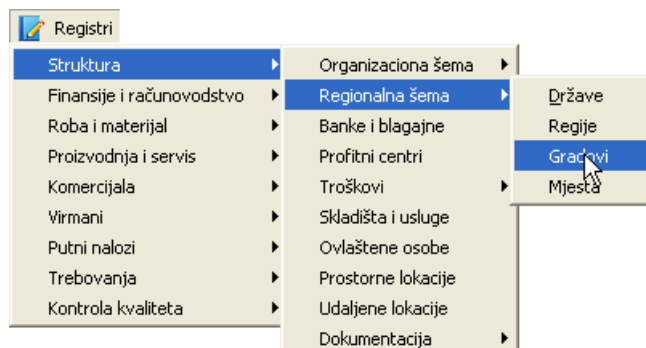 Registri
Struktura
Finansije i računovodstvo
Roba i materijal
Proizvodnja i servis
Komercijala
Virmani
Putni nalozi
Trebovanja
Kontrola kvaliteta
Organizaciona šema
Regionalna šema
Banke i blagajne
Profitni centri
Troškovi
Skladišta i usluge
Ovlaštene osobe
Prostorne lokacije
Udaljene lokacije
Dokumentacija
Države
Regije
Gradovi
Mjesta